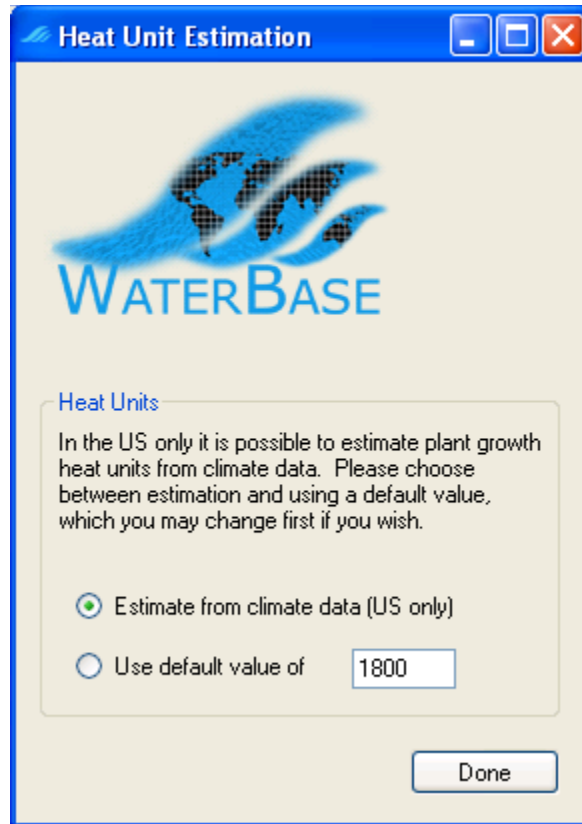 Heat Unit Estimation
WATERBASE
Heat Units
In the US only it is possible to estimate plant growth
heat units from climate data.  Please choose
between estimation and using a default value,
which you may change first if you wish.
Estimate from climate data (US only)
Use default value of 1800
Done